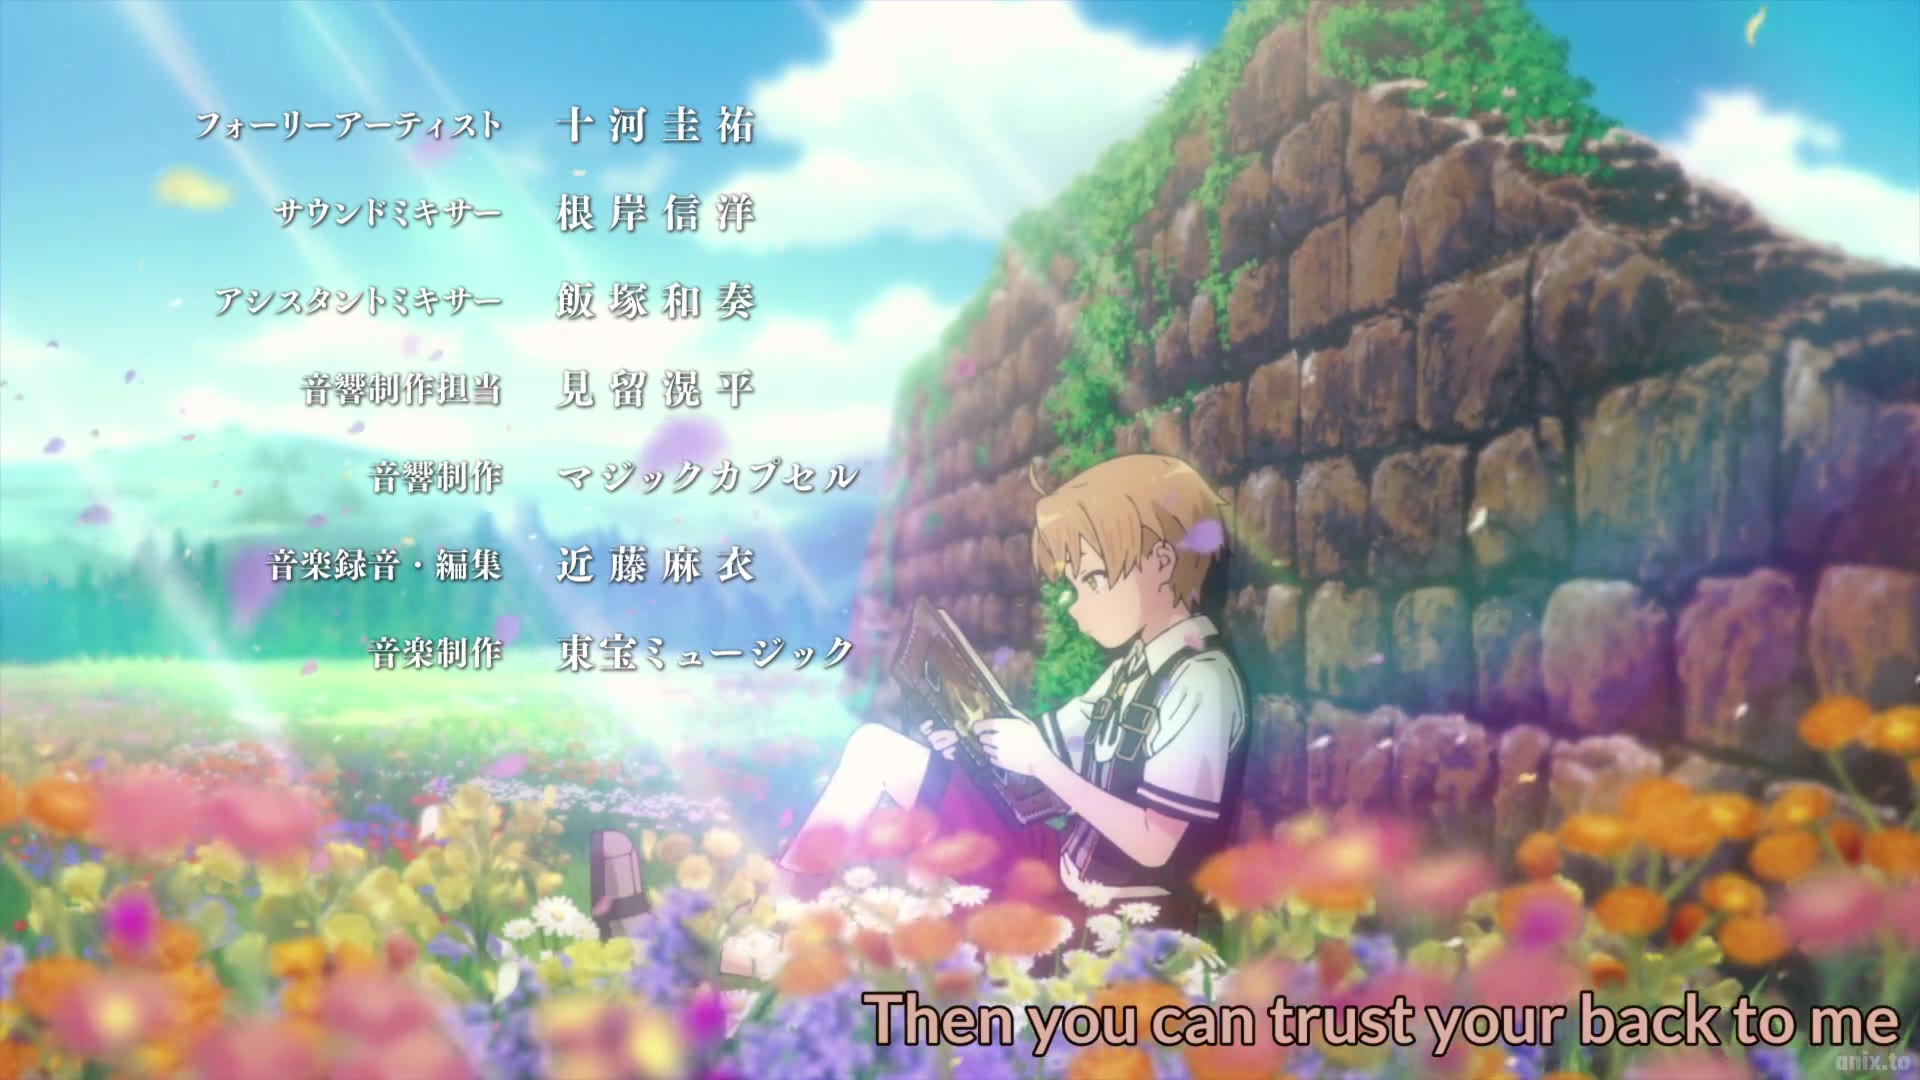 フォーリーアーティスト 十河圭祐
サウンドミキサー 根岸信洋
アシスタントミキサー 飯塚和奏
音響制作担当 見留滉平
音響制作 マジックカプセル
音楽録音・編集 近藤麻衣
音楽制作 東宝ミュージック
Then you can trust your back to me
anix.to